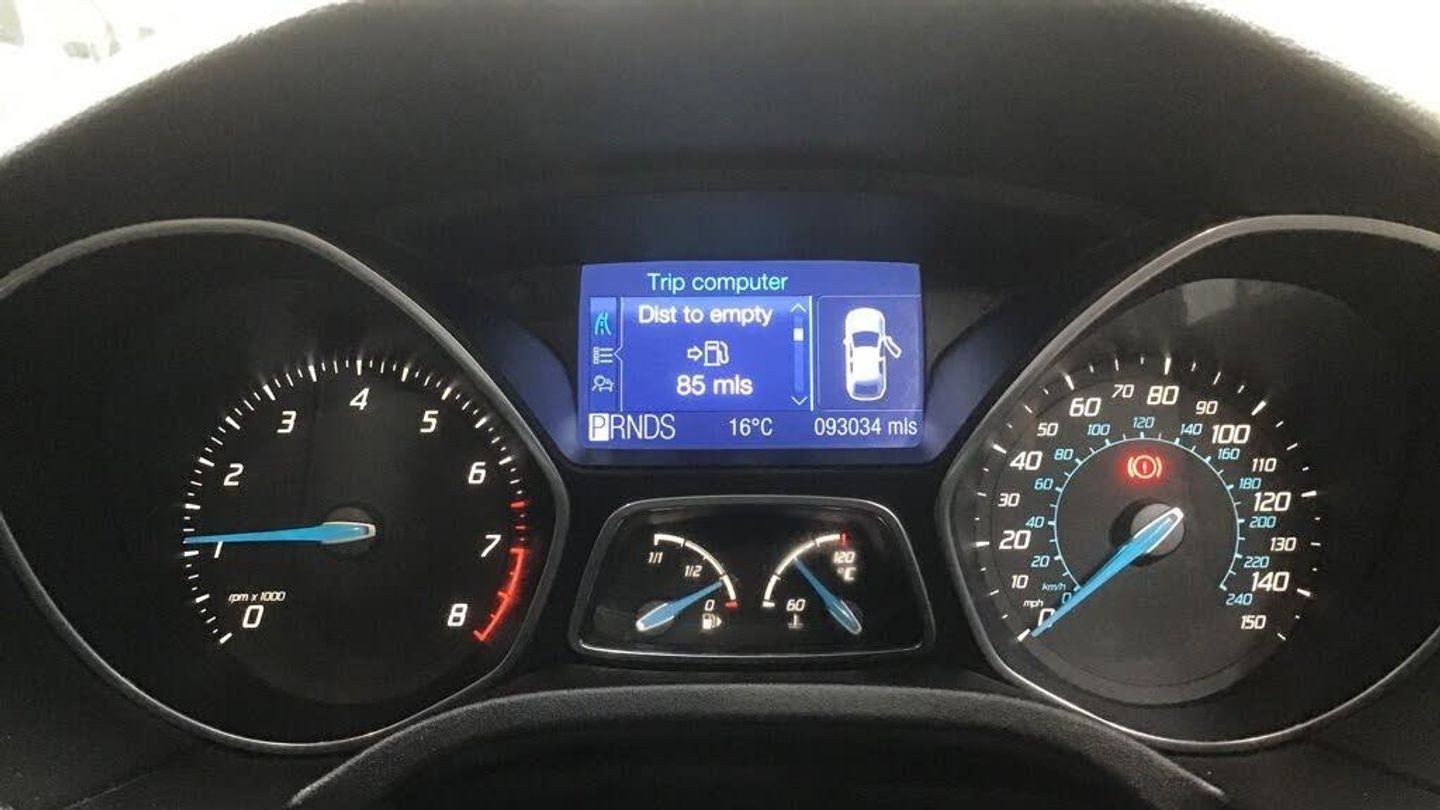 Trip computer
Dist to empty
85 mls
PRNDS 16°C 093034 mls
0 1 2 3 4 5 6 7 8
rpm x 1000
1/1 1/2 0
60 120
°C
0 10 20 30 40 50 60 70 80 90 100 110 120 130 140 150
mph
0 20 40 60 80 100 120 140 160 180 200 220 240
km/h